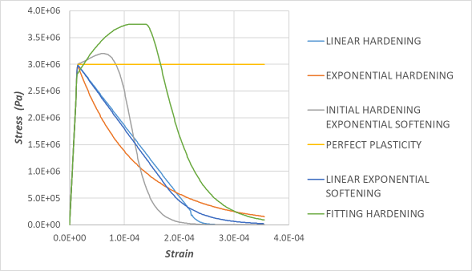 4.0E+06
3.5E+06
3.0E+06
2.5E+06
2.0E+06
1.5E+06
1.0E+06
5.0E+05
0.0E+00
Stress (Pa)
0.0E+00 1.0E-04 2.0E-04 3.0E-04 4.0E-04
Strain
LINEAR HARDENING
EXPONENTIAL HARDENING
INITIAL HARDENING
EXPONENTIAL SOFTENING
PERFECT PLASTICITY
LINEAR EXPONENTIAL
SOFTENING
FITTING HARDENING